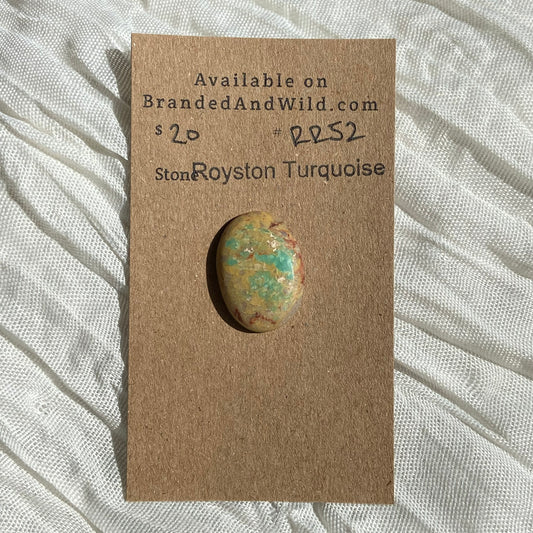 Available on
BrandedAndWild.com
$ 20 # RR52
Stone Royston Turquoise